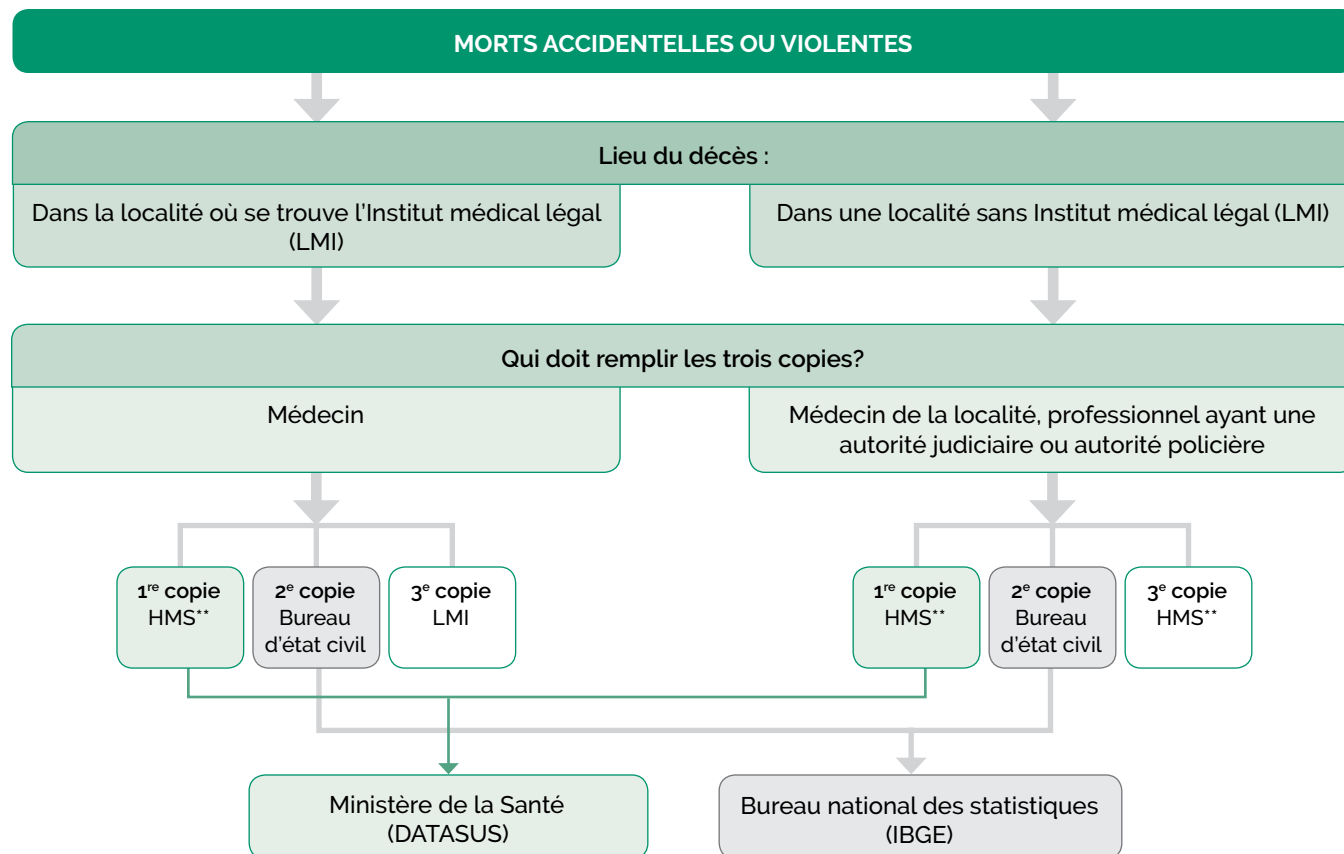 MORTS ACCIDENTELLES OU VIOLENTES
Lieu du décès :
Dans la localité où se trouve l'Institut médical légal
(LMI)
Dans une localité sans Institut médical légal (LMI)
Qui doit remplir les trois copies?
Médecin
Médecin de la localité, professionnel ayant une
autorité judiciaire ou autorité policière
1re copie
HMS**
2e copie
Bureau
d'état civil
3e copie
LMI
1re copie
HMS**
2e copie
Bureau
d'état civil
3e copie
HMS**
Ministère de la Santé
(DATASUS)
Bureau national des statistiques
(IBGE)